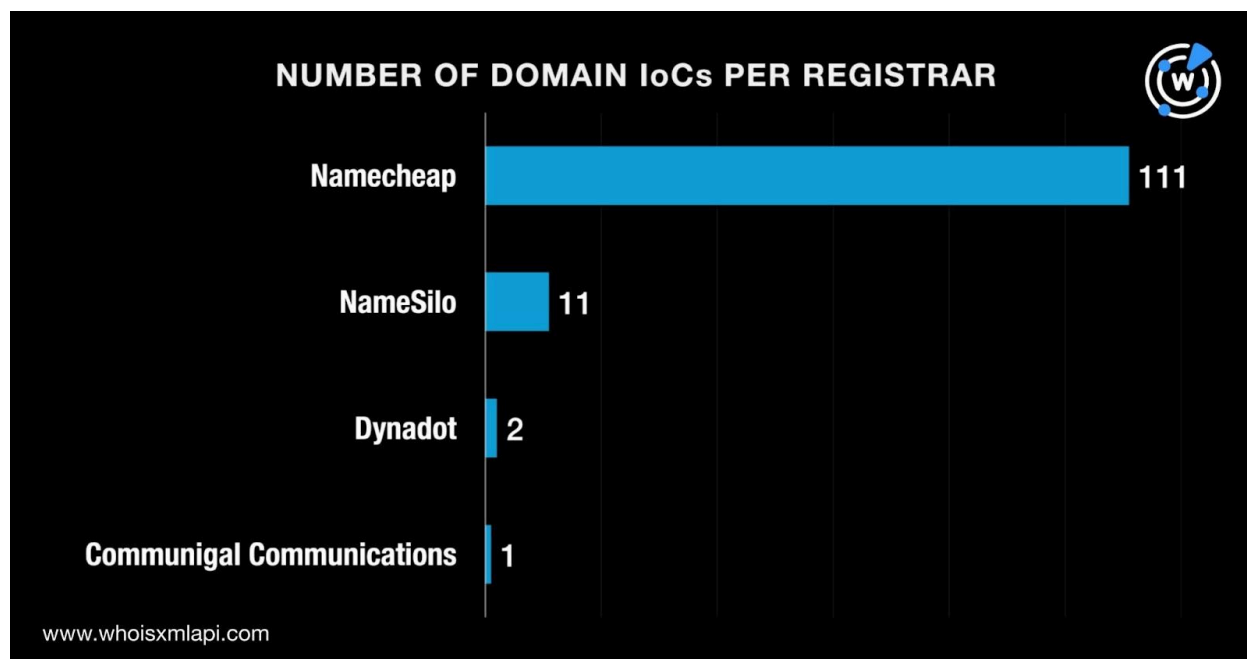 NUMBER OF DOMAIN IoCs PER REGISTRAR
W
Namecheap 111
NameSilo 11
Dynadot 2
Communigal Communications 1
www.whoisxmlapi.com